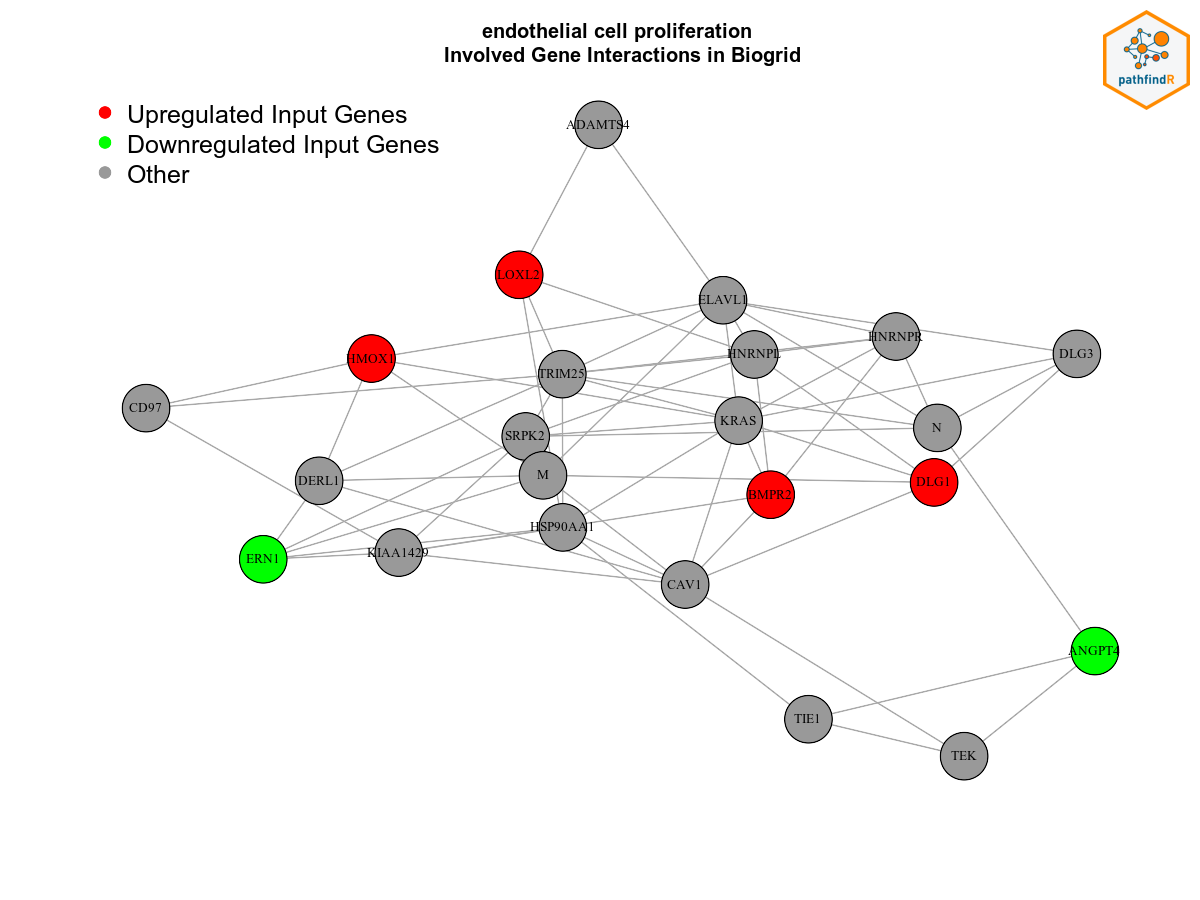 endothelial cell proliferation
Involved Gene Interactions in Biogrid
pathfindR
Upregulated Input Genes
Downregulated Input Genes
Other
ADAMTS4
LOXL2
ELAVL1
HNRNPR
HMOX1
HNRNPL
DLG3
TRIM25
CD97
KRAS
N
SRPK2
M
DERL1
DLG1
BMPR2
HSP90AA1
KIAA1429
ERN1
CAV1
ANGPT4
TIE1
TEK